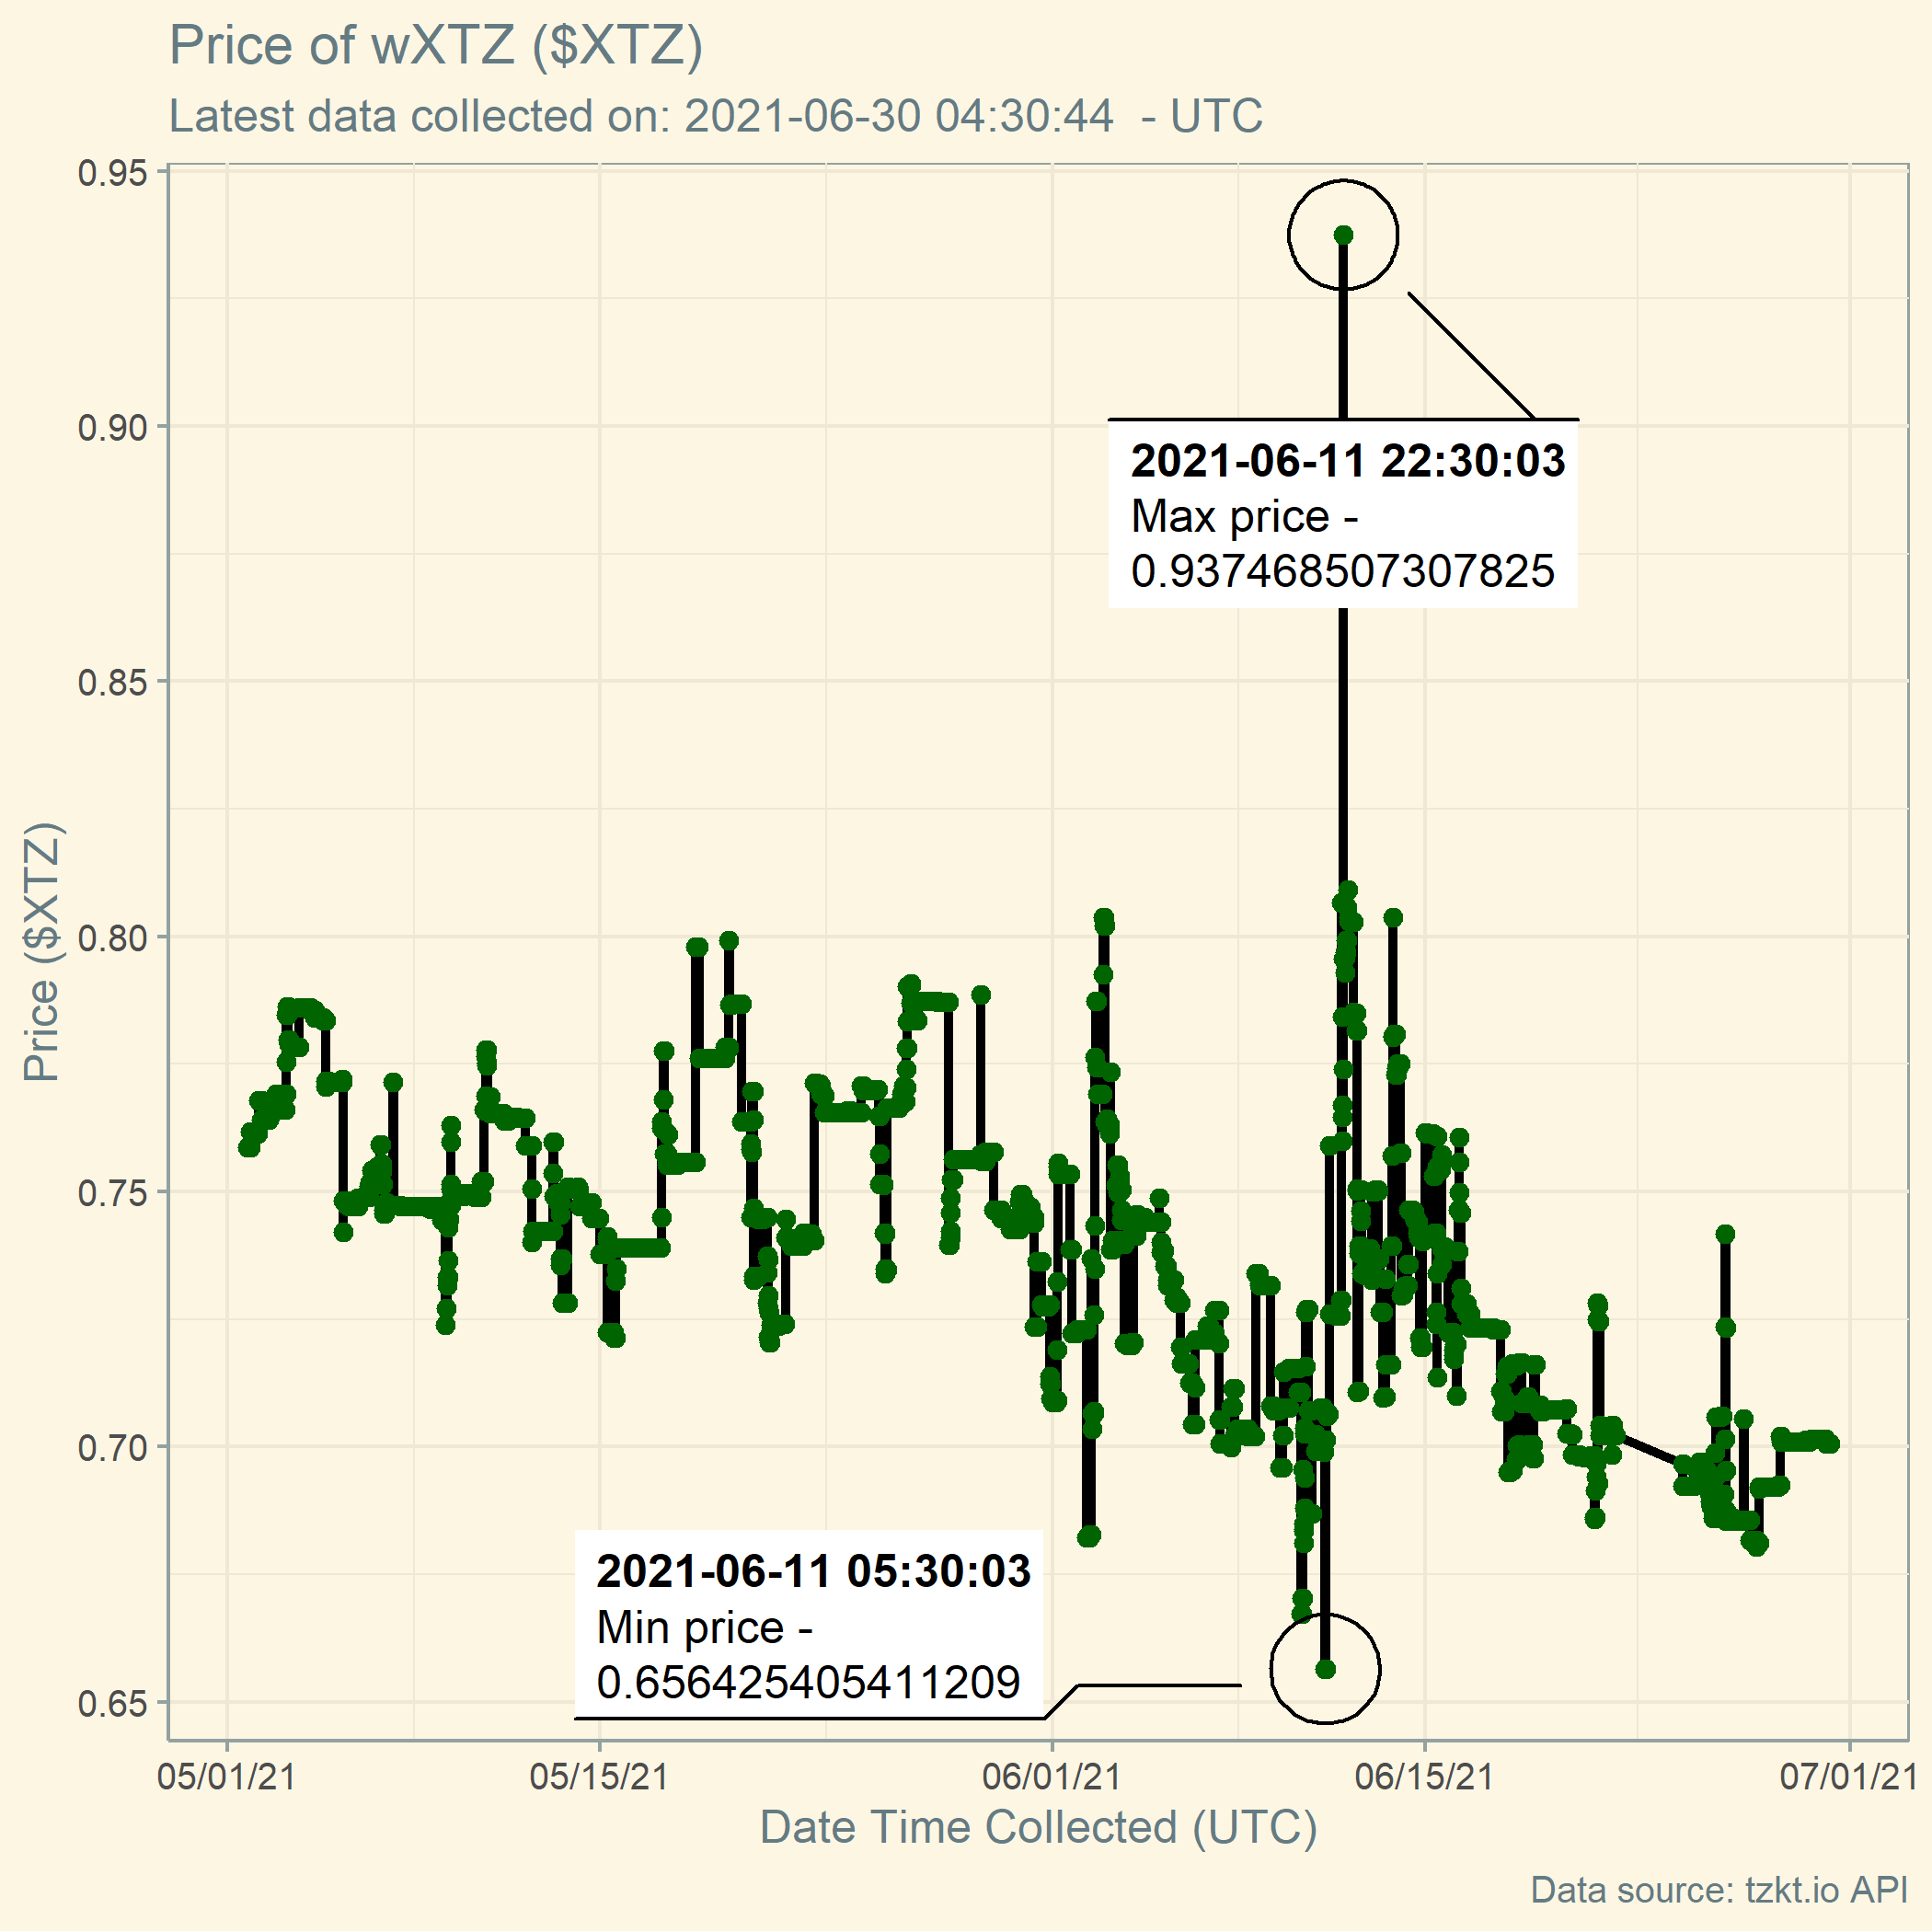 Price of wXTZ ($XTZ)
Latest data collected on: 2021-06-30 04:30:44  - UTC
0.95
0.90
0.85
0.80
0.75
0.70
0.65
Price ($XTZ)
2021-06-11 22:30:03
Max price -
0.937468507307825
2021-06-11 05:30:03
Min price -
0.656425405411209
05/01/21
05/15/21
06/01/21
06/15/21
07/01/21
Date Time Collected (UTC)
Data source: tzkt.io API